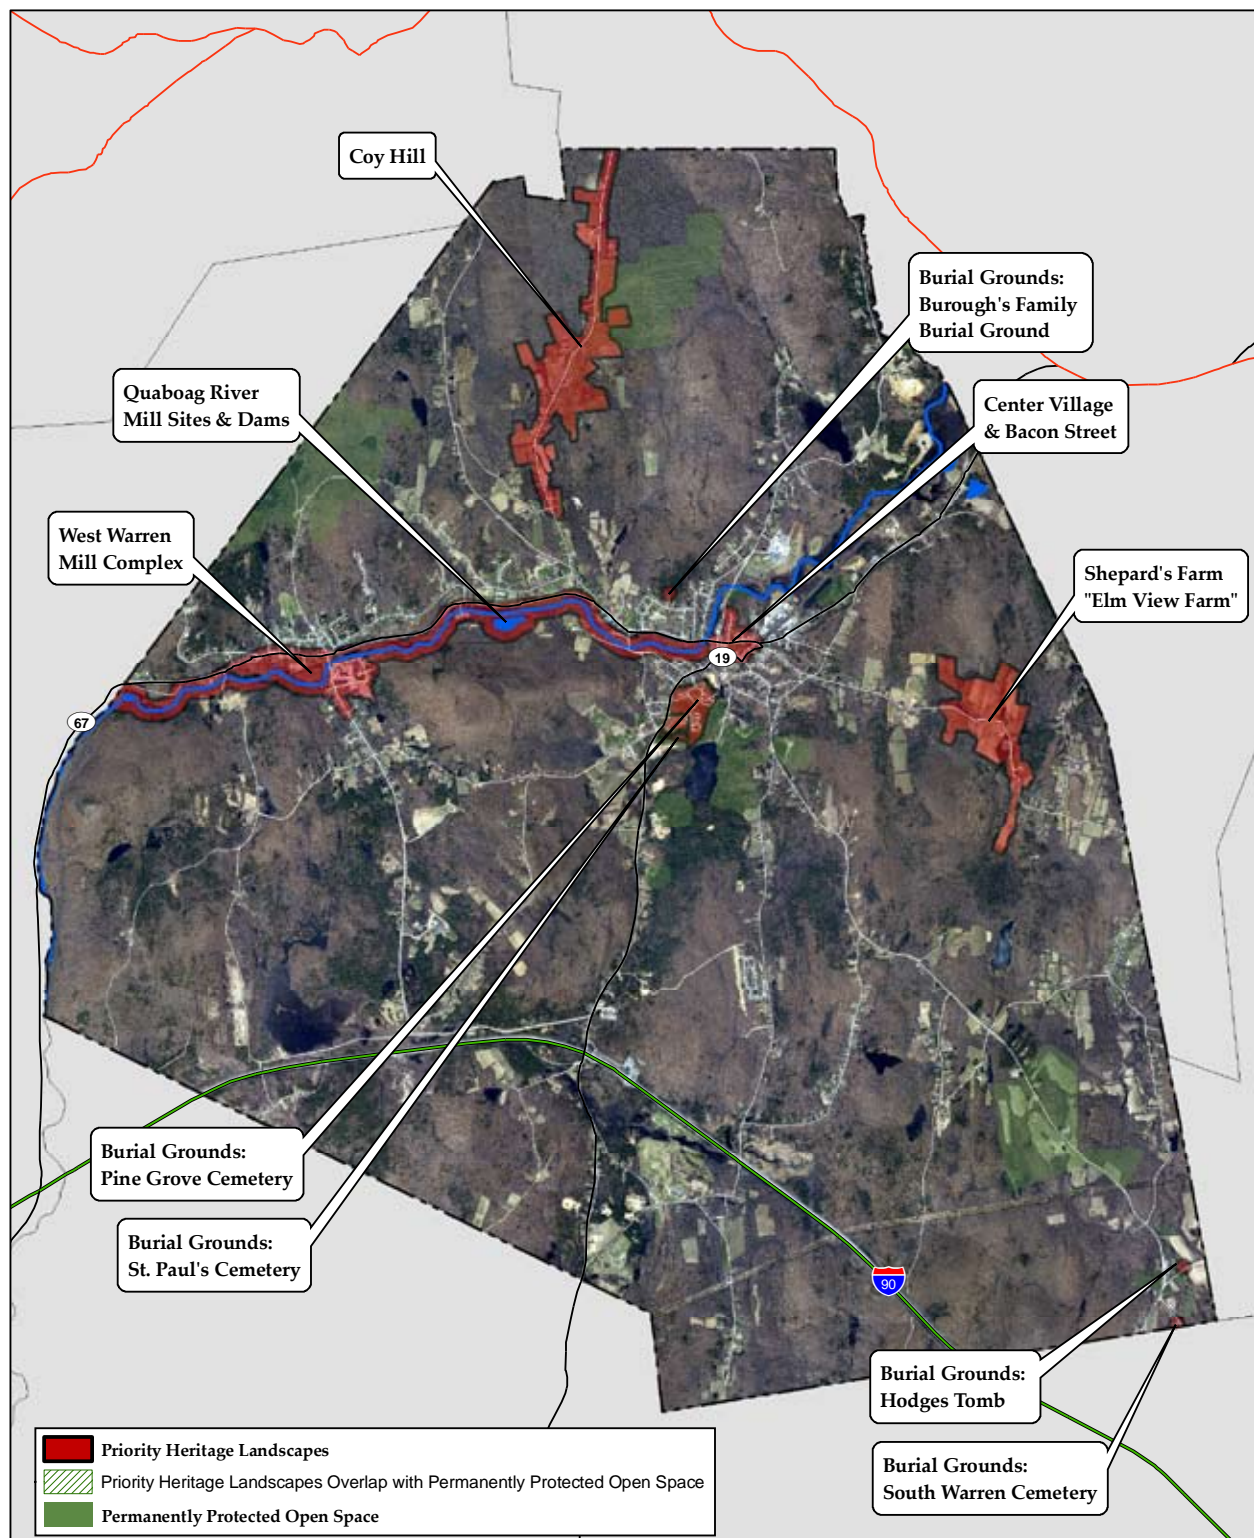 Coy Hill
Burial Grounds:
Burough's Family
Burial Ground
Quaboag River
Mill Sites & Dams
Center Village
& Bacon Street
West Warren
Mill Complex
Shepard's Farm
"Elm View Farm"
19
67
Burial Grounds:
Pine Grove Cemetery
Burial Grounds:
St. Paul's Cemetery
90
Burial Grounds:
Hodges Tomb
Burial Grounds:
South Warren Cemetery
Priority Heritage Landscapes
Priority Heritage Landscapes Overlap with Permanently Protected Open Space
Permanently Protected Open Space